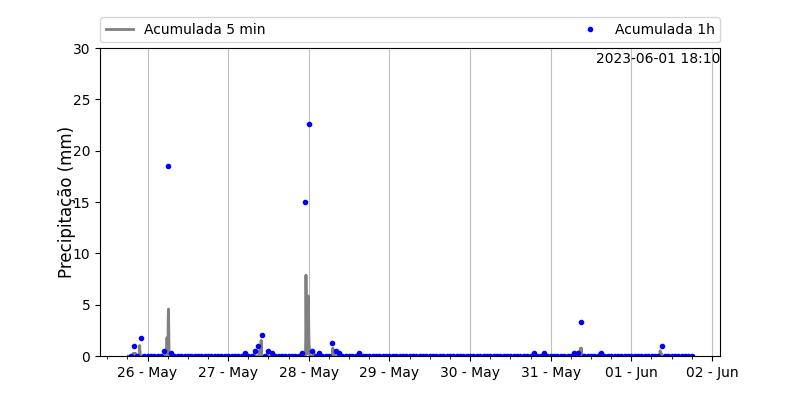 Acumulada 5 min
Acumulada 1h
2023-06-01 18:10
Precipitação (mm)
30
25
20
15
10
5
0
26 - May 27 - May 28 - May 29 - May 30 - May 31 - May 01 - Jun 02 - Jun